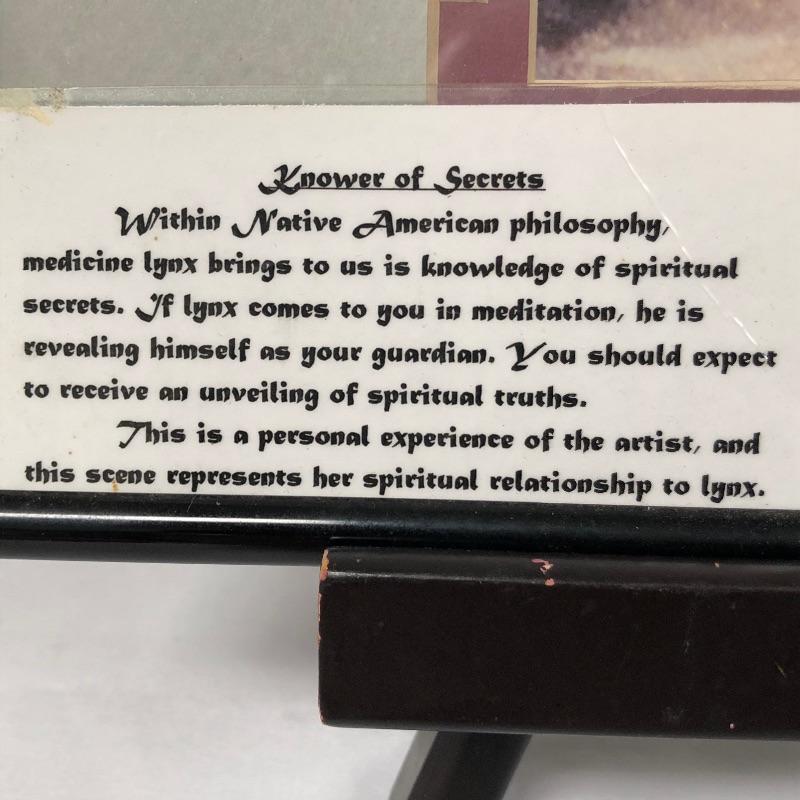 Knower of Secrets
Within Native American philosophy,
medicine lynx brings to us is knowledge of spiritual
secrets. If lynx comes to you in meditation, he is
revealing himself as your guardian. You should expect
to receive an unveiling of spiritual truths.
This is a personal experience of the artist, and
this scene represents her spiritual relationship to lynx.